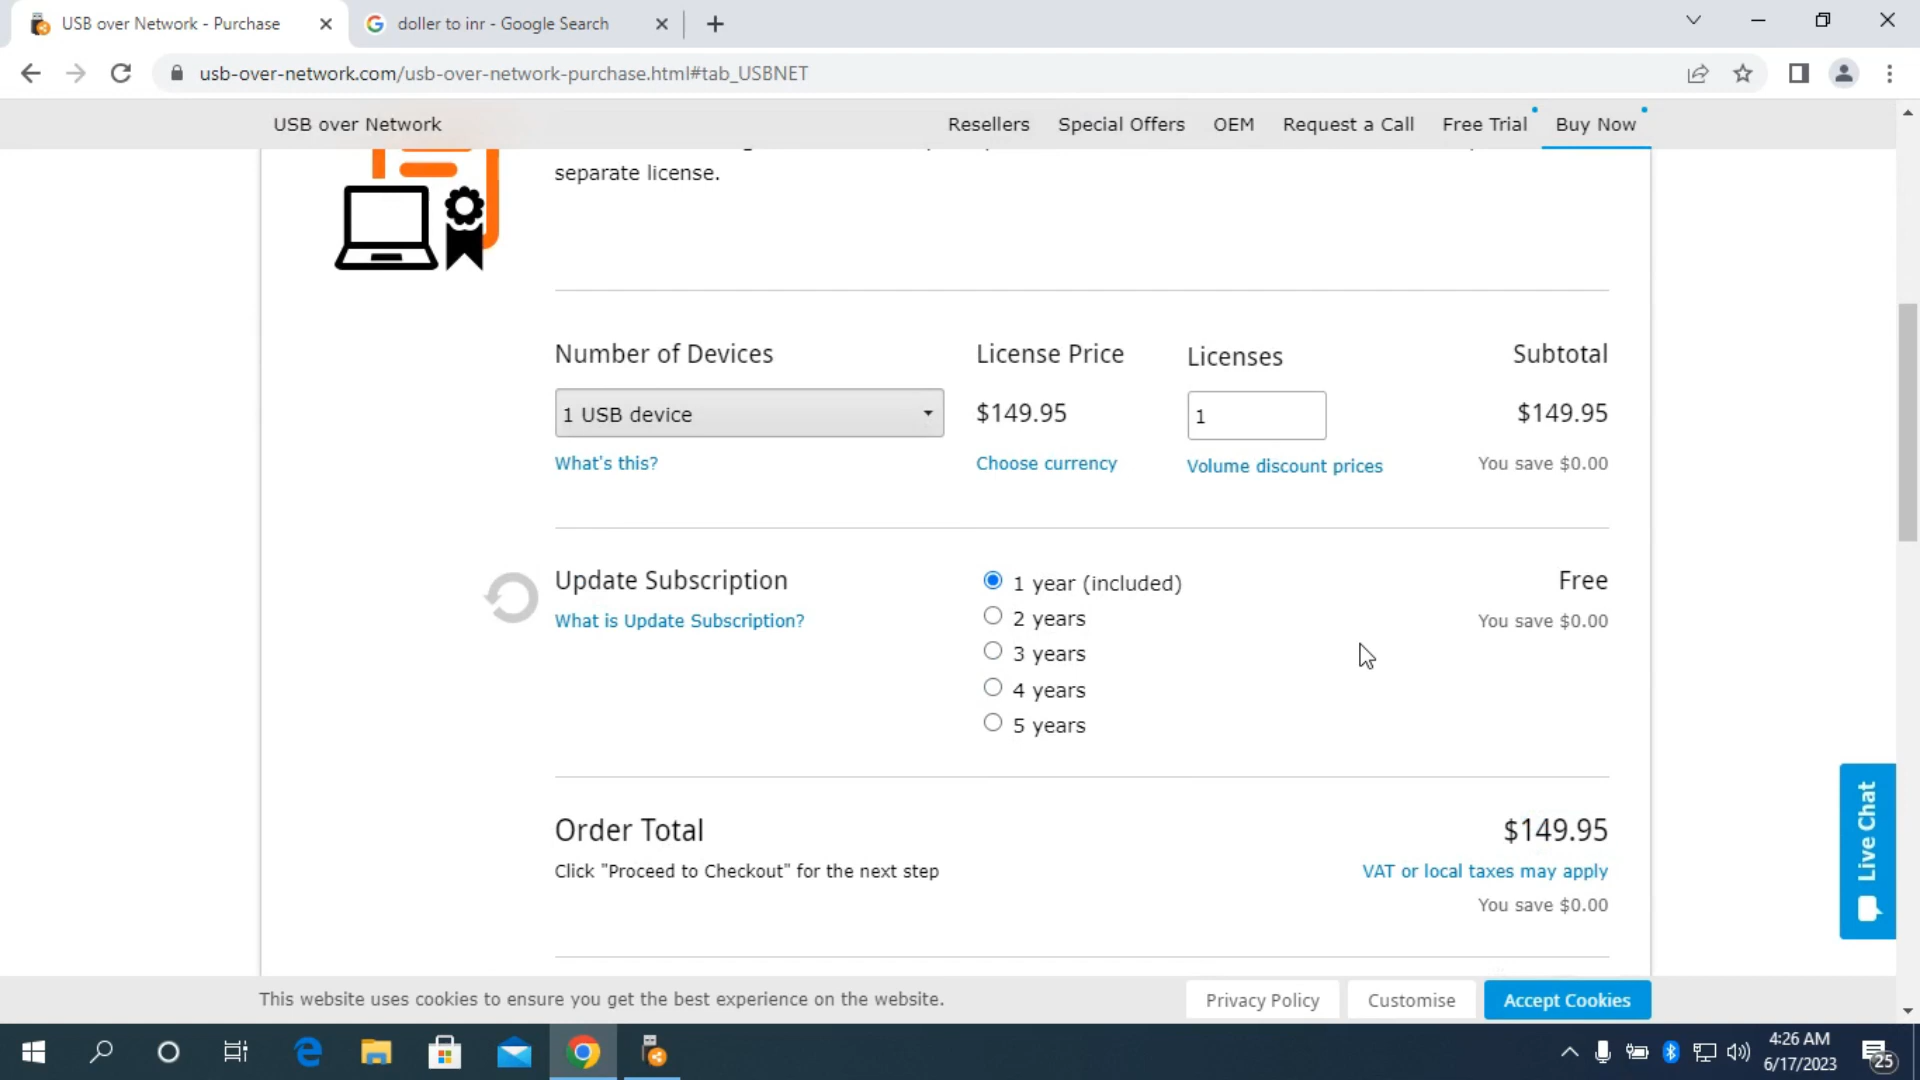 USB over Network - Purchase
doller to inr - Google Search
usb-over-network.com/usb-over-network-purchase.html#tab_USBNET
USB over Network
Resellers
Special Offers
OEM
Request a Call
Free Trial
Buy Now
separate license.
Number of Devices
License Price
Licenses
Subtotal
1 USB device
$149.95
1
$149.95
What's this?
Choose currency
Volume discount prices
You save $0.00
Update Subscription
1 year (included)
Free
What is Update Subscription?
2 years
You save $0.00
3 years
4 years
5 years
Order Total
$149.95
Click "Proceed to Checkout" for the next step
VAT or local taxes may apply
You save $0.00
Live Chat
This website uses cookies to ensure you get the best experience on the website.
Privacy Policy
Customise
Accept Cookies
4:26 AM
6/17/2023
25